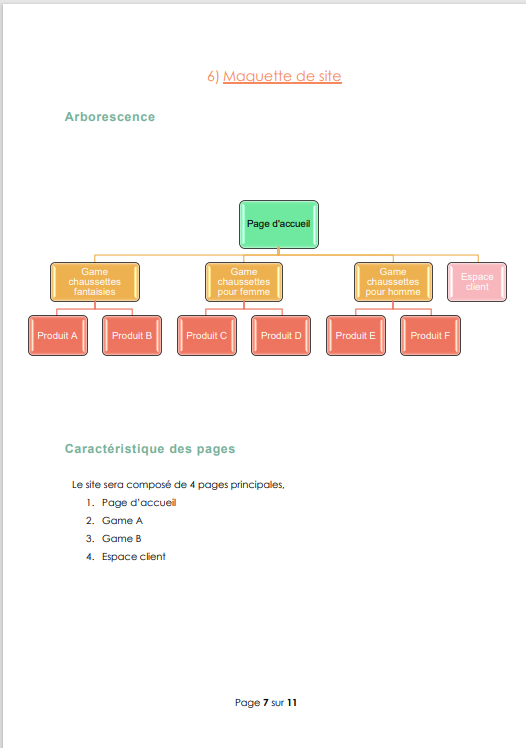 6) Maquette de site
Arborescence
Page d'accueil
Game
chaussettes
fantaisies
Game
chaussettes
pour femme
Game
chaussettes
pour homme
Espace
client
Produit A
Produit B
Produit C
Produit D
Produit E
Produit F
Caractéristique des pages
Le site sera composé de 4 pages principales,
1. Page d'accueil
2. Game A
3. Game B
4. Espace client
Page 7 sur 11